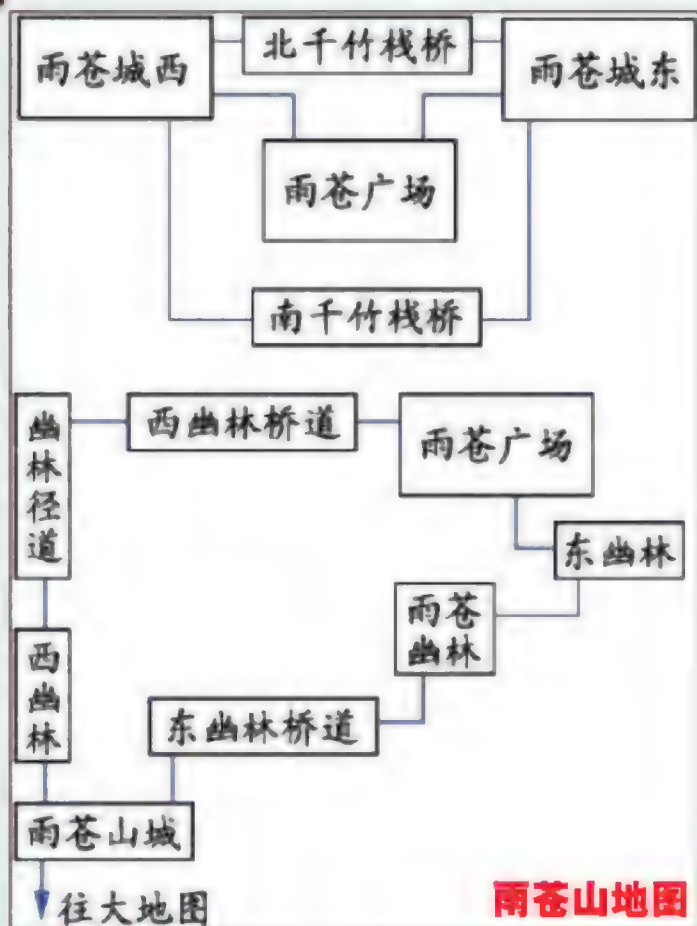 雨苍城西
北千竹栈桥
雨苍城东
雨苍广场
南千竹栈桥
幽林径道
西幽林桥道
雨苍广场
东幽林
雨苍
幽林
西幽林
东幽林桥道
雨苍山城
往大地图
雨苍山地图